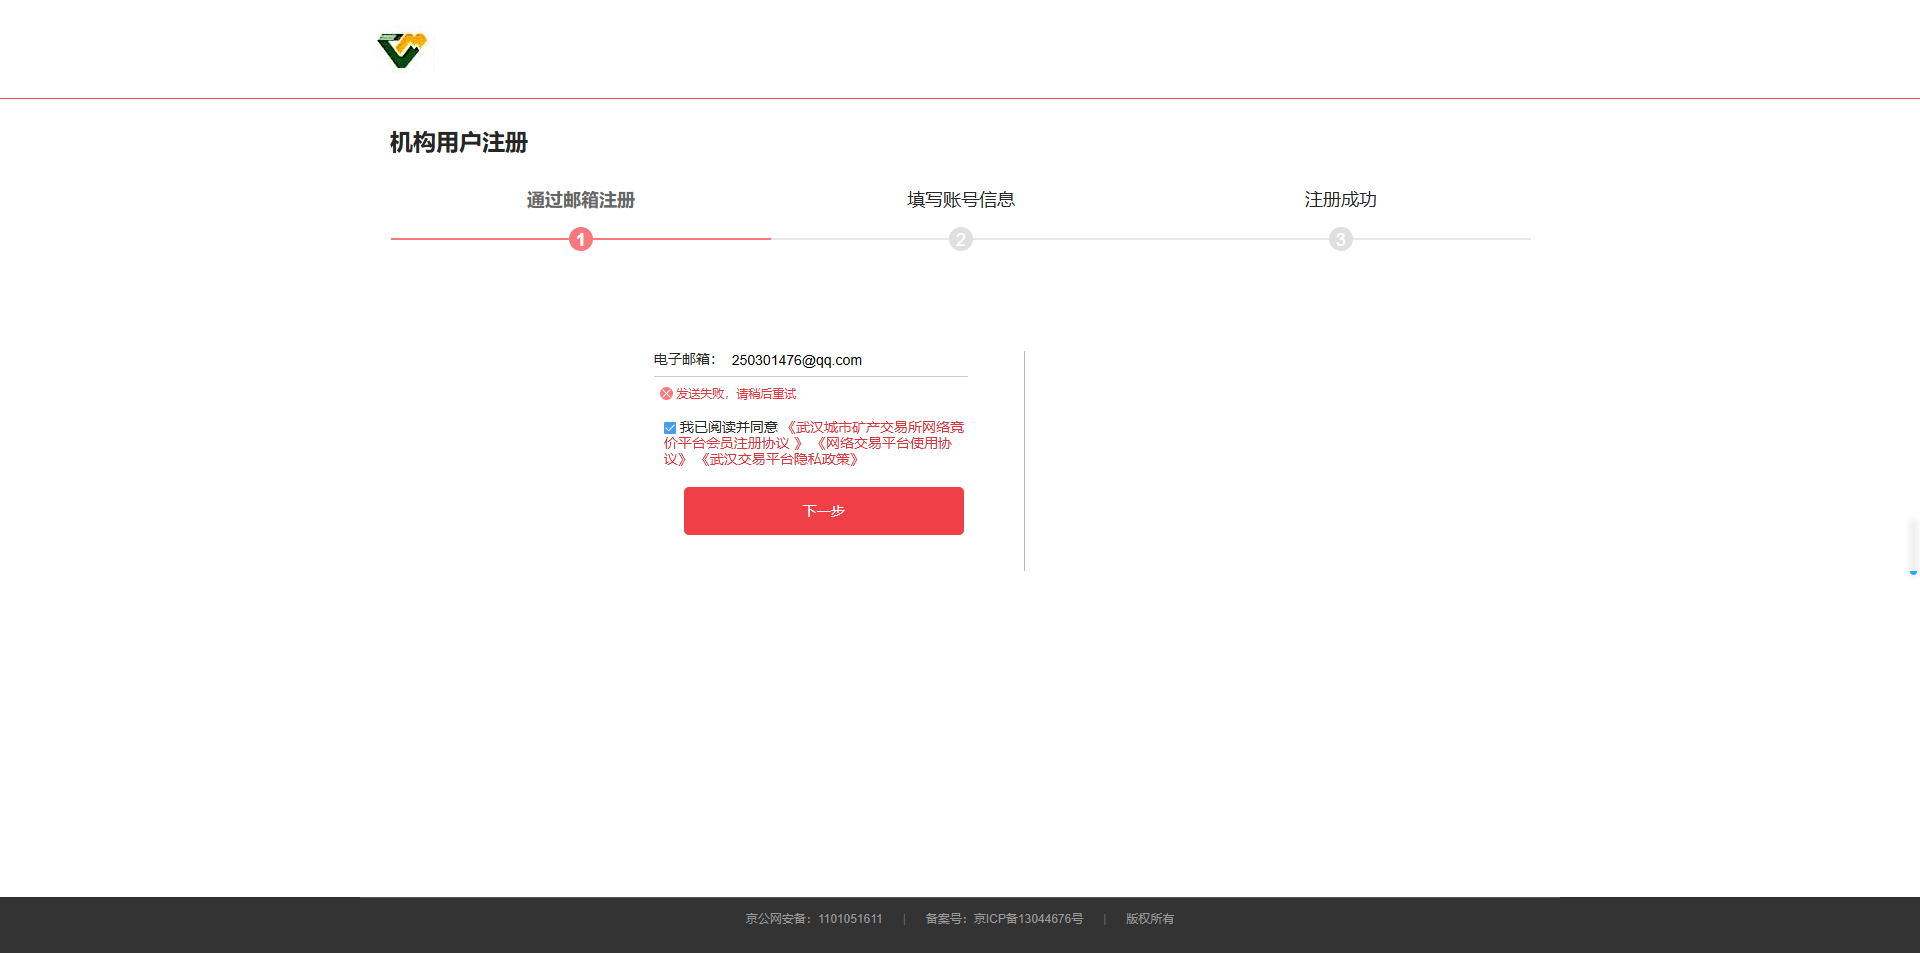 机构用户注册
通过邮箱注册
填写账号信息
注册成功
1
2
3
电子邮箱： 250301476@qq.com
发送失败，请稍后重试
我已阅读并同意 《武汉城市矿产交易所网络竞
价平台会员注册协议 》 《网络交易平台使用协
议》 《武汉交易平台隐私政策》
下一步
京公网安备：1101051611 | 备案号：京ICP备13044676号 | 版权所有